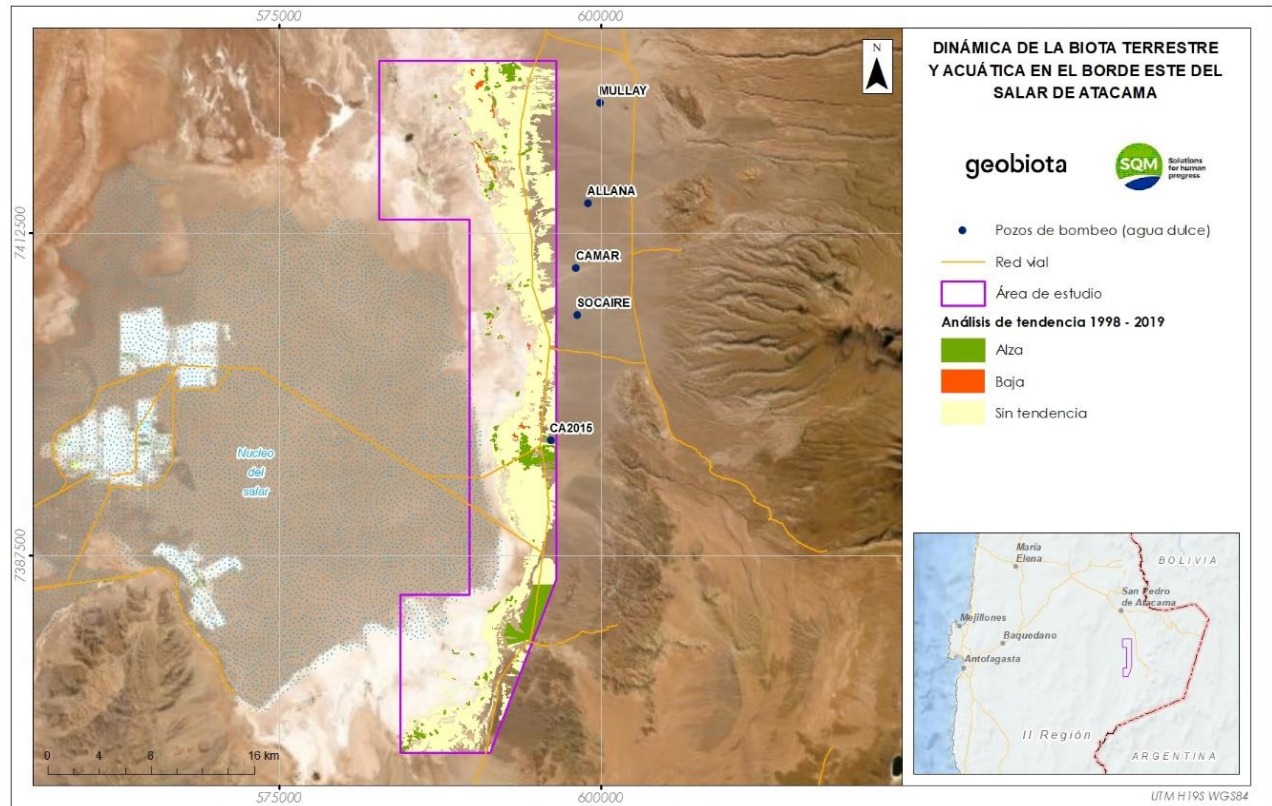 575000
600000
7412500
7387500
MULLAY
ALLANA
CAMAR
SOCAIRE
CA2015
Nucleo
del
salar
N
0 4 8 16 km
575000
600000
DINÁMICA DE LA BIOTA TERRESTRE
Y ACUÁTICA EN EL BORDE ESTE DEL
SALAR DE ATACAMA
geobiota
SQM
Solutions
for human
progress
Pozos de bombeo (agua dulce)
Red vial
Área de estudio
Análisis de tendencia 1998 - 2019
Alza
Baja
Sin tendencia
María
Elena
BOLIVIA
San Pedro
de Atacama
Mejillones
Baquedano
Antofagasta
II Región
ARGENTINA
UTM H19S WGS84